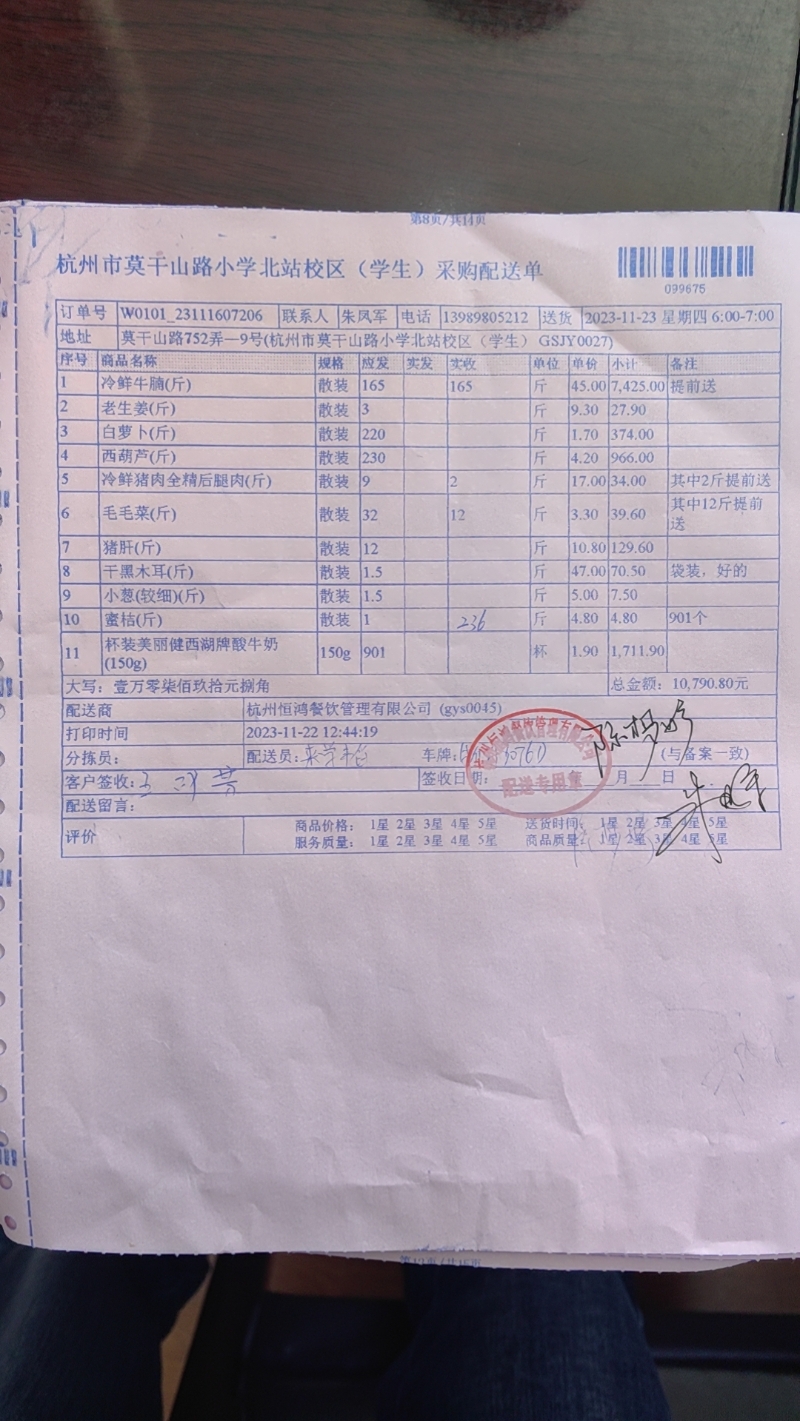 第8页/共14页
杭州市莫干山路小学北站校区（学生）采购配送单
099675
订单号 W0101_23111607206 联系人 朱凤军 电话 13989805212 送货 2023-11-23 星期四 6:00-7:00
地址 莫干山路752弄一9号(杭州市莫干山路小学北站校区（学生） GSJY0027)
序号 商品名称 规格 应发 实发 实收 单位 单价 小计 备注
1 冷鲜牛腩(斤) 散装 165 165 斤 45.00 7,425.00 提前送
2 老生姜(斤) 散装 3 斤 9.30 27.90
3 白萝卜(斤) 散装 220 斤 1.70 374.00
4 西葫芦(斤) 散装 230 斤 4.20 966.00
5 冷鲜猪肉全精后腿肉(斤) 散装 9 2 斤 17.00 34.00 其中2斤提前送
6 毛毛菜(斤) 散装 32 12 斤 3.30 39.60 其中12斤提前送
7 猪肝(斤) 散装 12 斤 10.80 129.60
8 干黑木耳(斤) 散装 1.5 斤 47.00 70.50 袋装，好的
9 小葱(较细)(斤) 散装 1.5 斤 5.00 7.50
10 蜜桔(斤) 散装 1 236 斤 4.80 4.80 901个
11 杯装美丽健西湖牌酸牛奶(150g) 150g 901 杯 1.90 1,711.90
大写：壹万零柒佰玖拾元捌角 总金额：10,790.80元
配送商 杭州恒鸿餐饮管理有限公司 (gys0045)
打印时间 2023-11-22 12:44:19
分拣员： 配送员： 车牌： (与备案一致)
客户签收： 签收日期： 月 日
配送专用章
配送留言：
评价 商品价格： 1星 2星 3星 4星 5星 送货时间： 1星 2星 3星 4星 5星
服务质量： 1星 2星 3星 4星 5星 商品质量： 1星 2星 3星 4星 5星